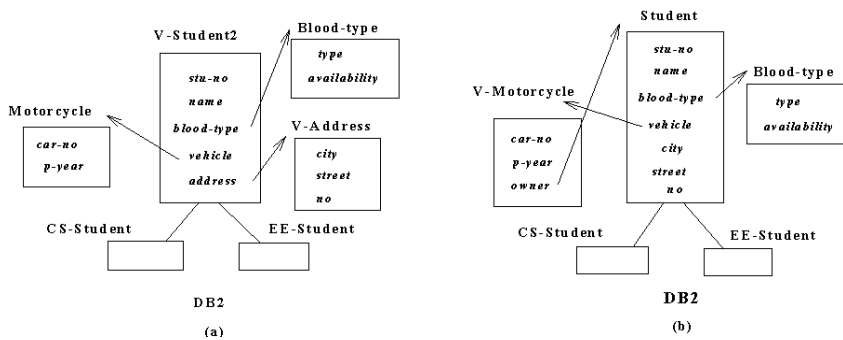 V-Student2
stu-no
name
blood-type
vehicle
address
Blood-type
type
availability
Motorcycle
car-no
p-year
V-Address
city
street
no
CS-Student
EE-Student
DB2
(a)
Student
stu-no
name
blood-type
vehicle
city
street
no
V-Motorcycle
car-no
p-year
owner
Blood-type
type
availability
CS-Student
EE-Student
DB2
(b)